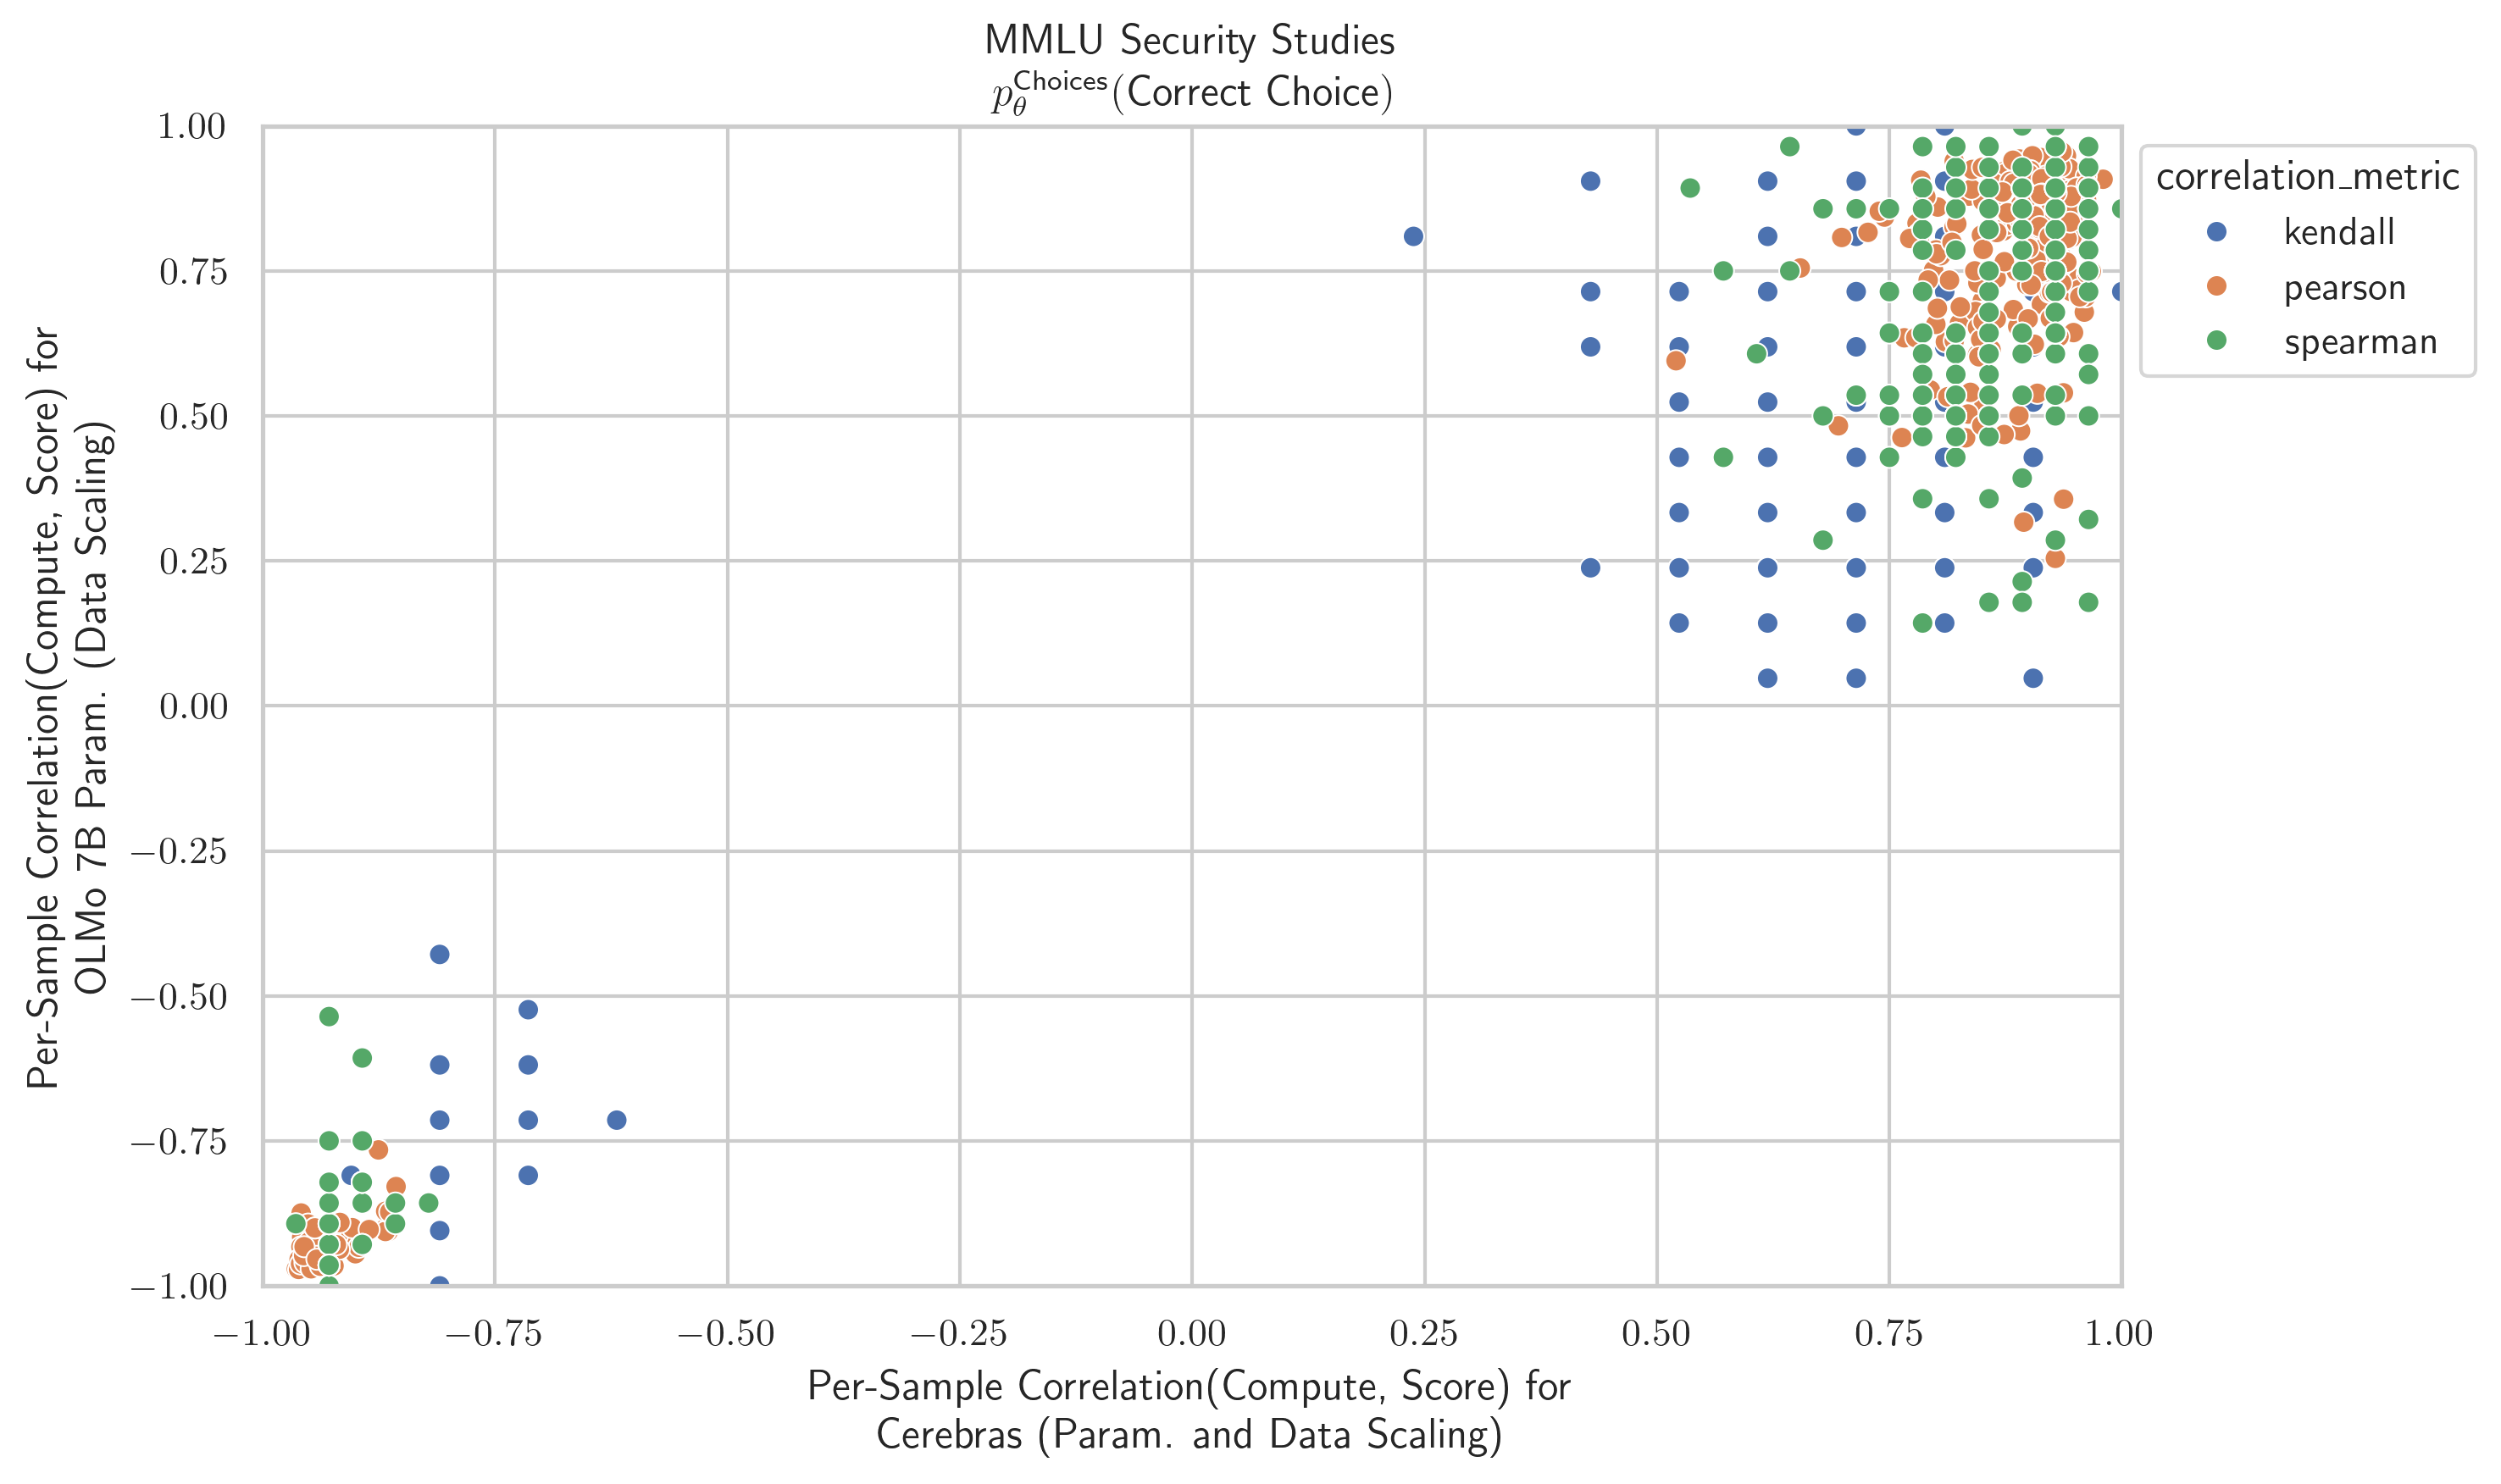 MMLU Security Studies
p_θ^Choices(Correct Choice)
1.00
0.75
0.50
0.25
0.00
−0.25
−0.50
−0.75
−1.00
Per-Sample Correlation(Compute, Score) for
OLMo 7B Param. (Data Scaling)
−1.00
−0.75
−0.50
−0.25
0.00
0.25
0.50
0.75
1.00
Per-Sample Correlation(Compute, Score) for
Cerebras (Param. and Data Scaling)
correlation_metric
kendall
pearson
spearman